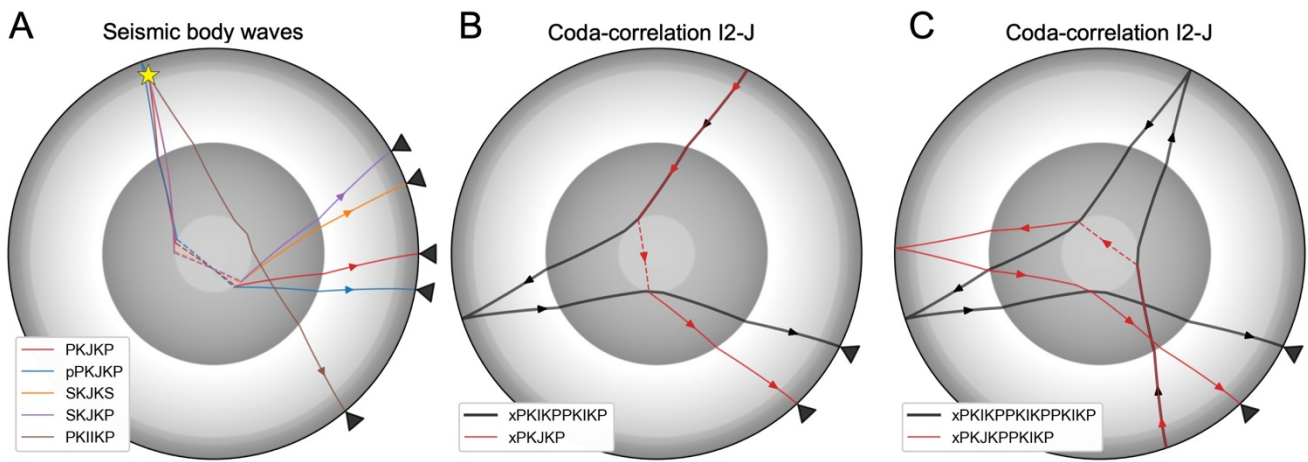 A
Seismic body waves
PKJKP
pPKJKP
SKJKS
SKJKP
PKIIKP
B
Coda-correlation I2-J
xPKIKPPKIKP
xPKJKP
C
Coda-correlation I2-J
xPKIKPPKIKPPKIKP
xPKJKPPKIKP